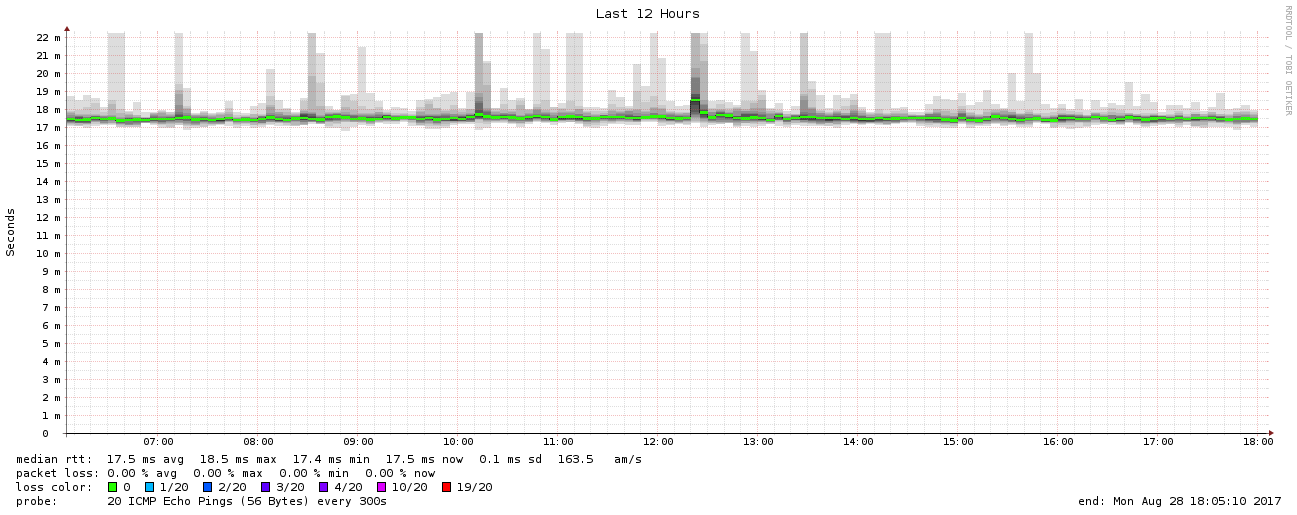 Last 12 Hours
RRDTOOL / TOBI OETIKER
Seconds
22 m
21 m
20 m
19 m
18 m
17 m
16 m
15 m
14 m
13 m
12 m
11 m
10 m
9 m
8 m
7 m
6 m
5 m
4 m
3 m
2 m
1 m
0
07:00 08:00 09:00 10:00 11:00 12:00 13:00 14:00 15:00 16:00 17:00 18:00
median rtt: 17.5 ms avg 18.5 ms max 17.4 ms min 17.5 ms now 0.1 ms sd 163.5 am/s
packet loss: 0.00 % avg 0.00 % max 0.00 % min 0.00 % now
loss color: 0 1/20 2/20 3/20 4/20 10/20 19/20
probe: 20 ICMP Echo Pings (56 Bytes) every 300s end: Mon Aug 28 18:05:10 2017